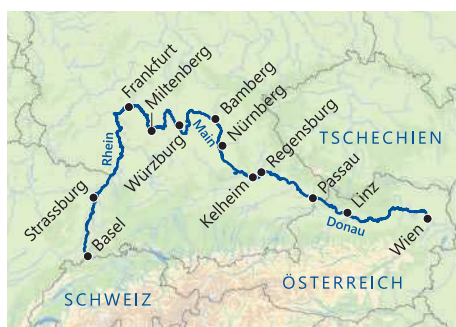 Frankfurt
Miltenberg
Bamberg
Nürnberg
Rhein
Main
Würzburg
Regensburg
TSCHECHIEN
Strassburg
Kelheim
Passau
Linz
Basel
Donau
Wien
SCHWEIZ
ÖSTERREICH